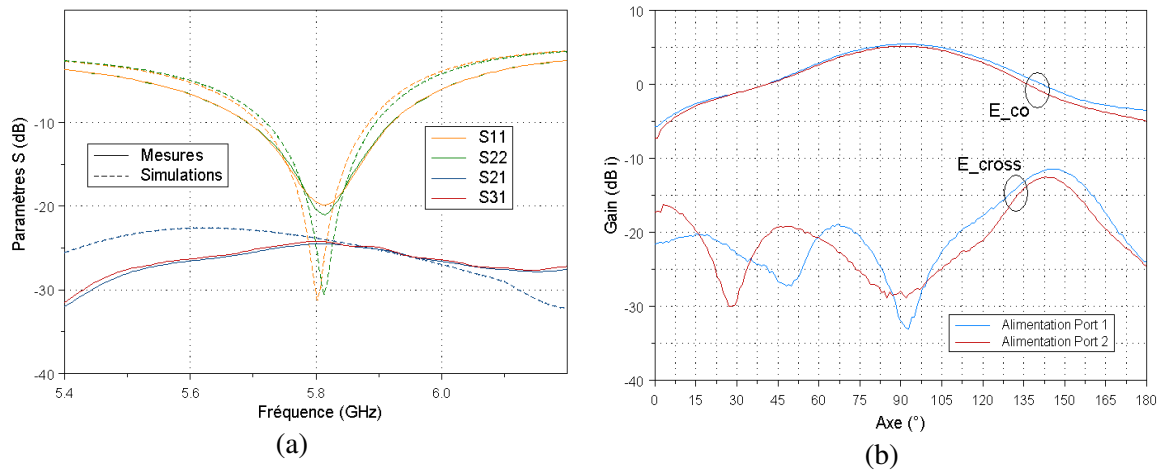 Paramètres S (dB)
-10
-20
-30
-40
5.4
5.6
5.8
6.0
Fréquence (GHz)
Mesures
Simulations
S11
S22
S21
S31
(a)
Gain (dB i)
10
0
-10
-20
-30
-40
0
15
30
45
60
75
90
105
120
135
150
165
180
Axe (°)
E_co
E_cross
Alimentation Port 1
Alimentation Port 2
(b)